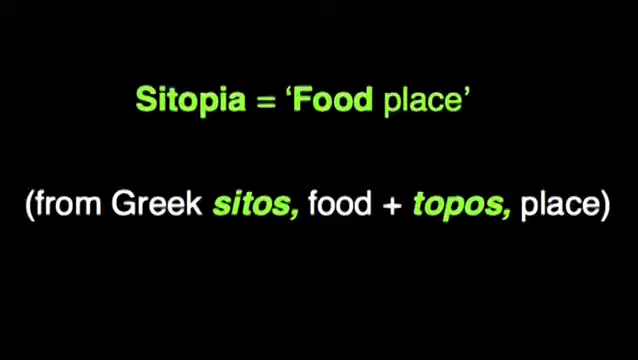 Sitopia = ‘Food place’
(from Greek sitos, food + topos, place)